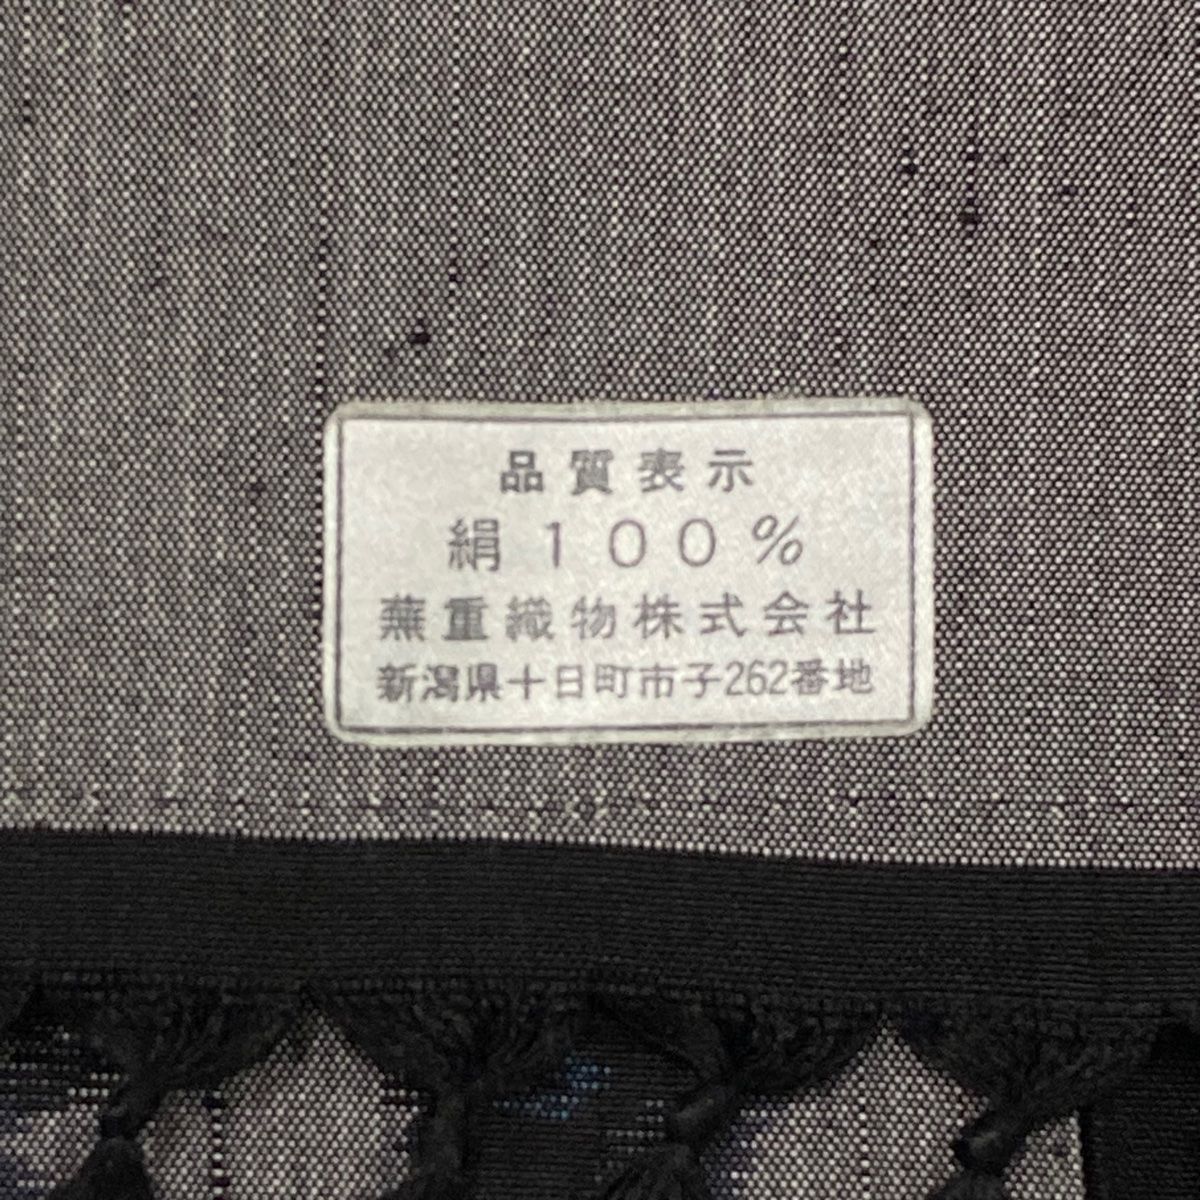 品質表示
絹100%
蕪重織物株式会社
新潟県十日町市子262番地